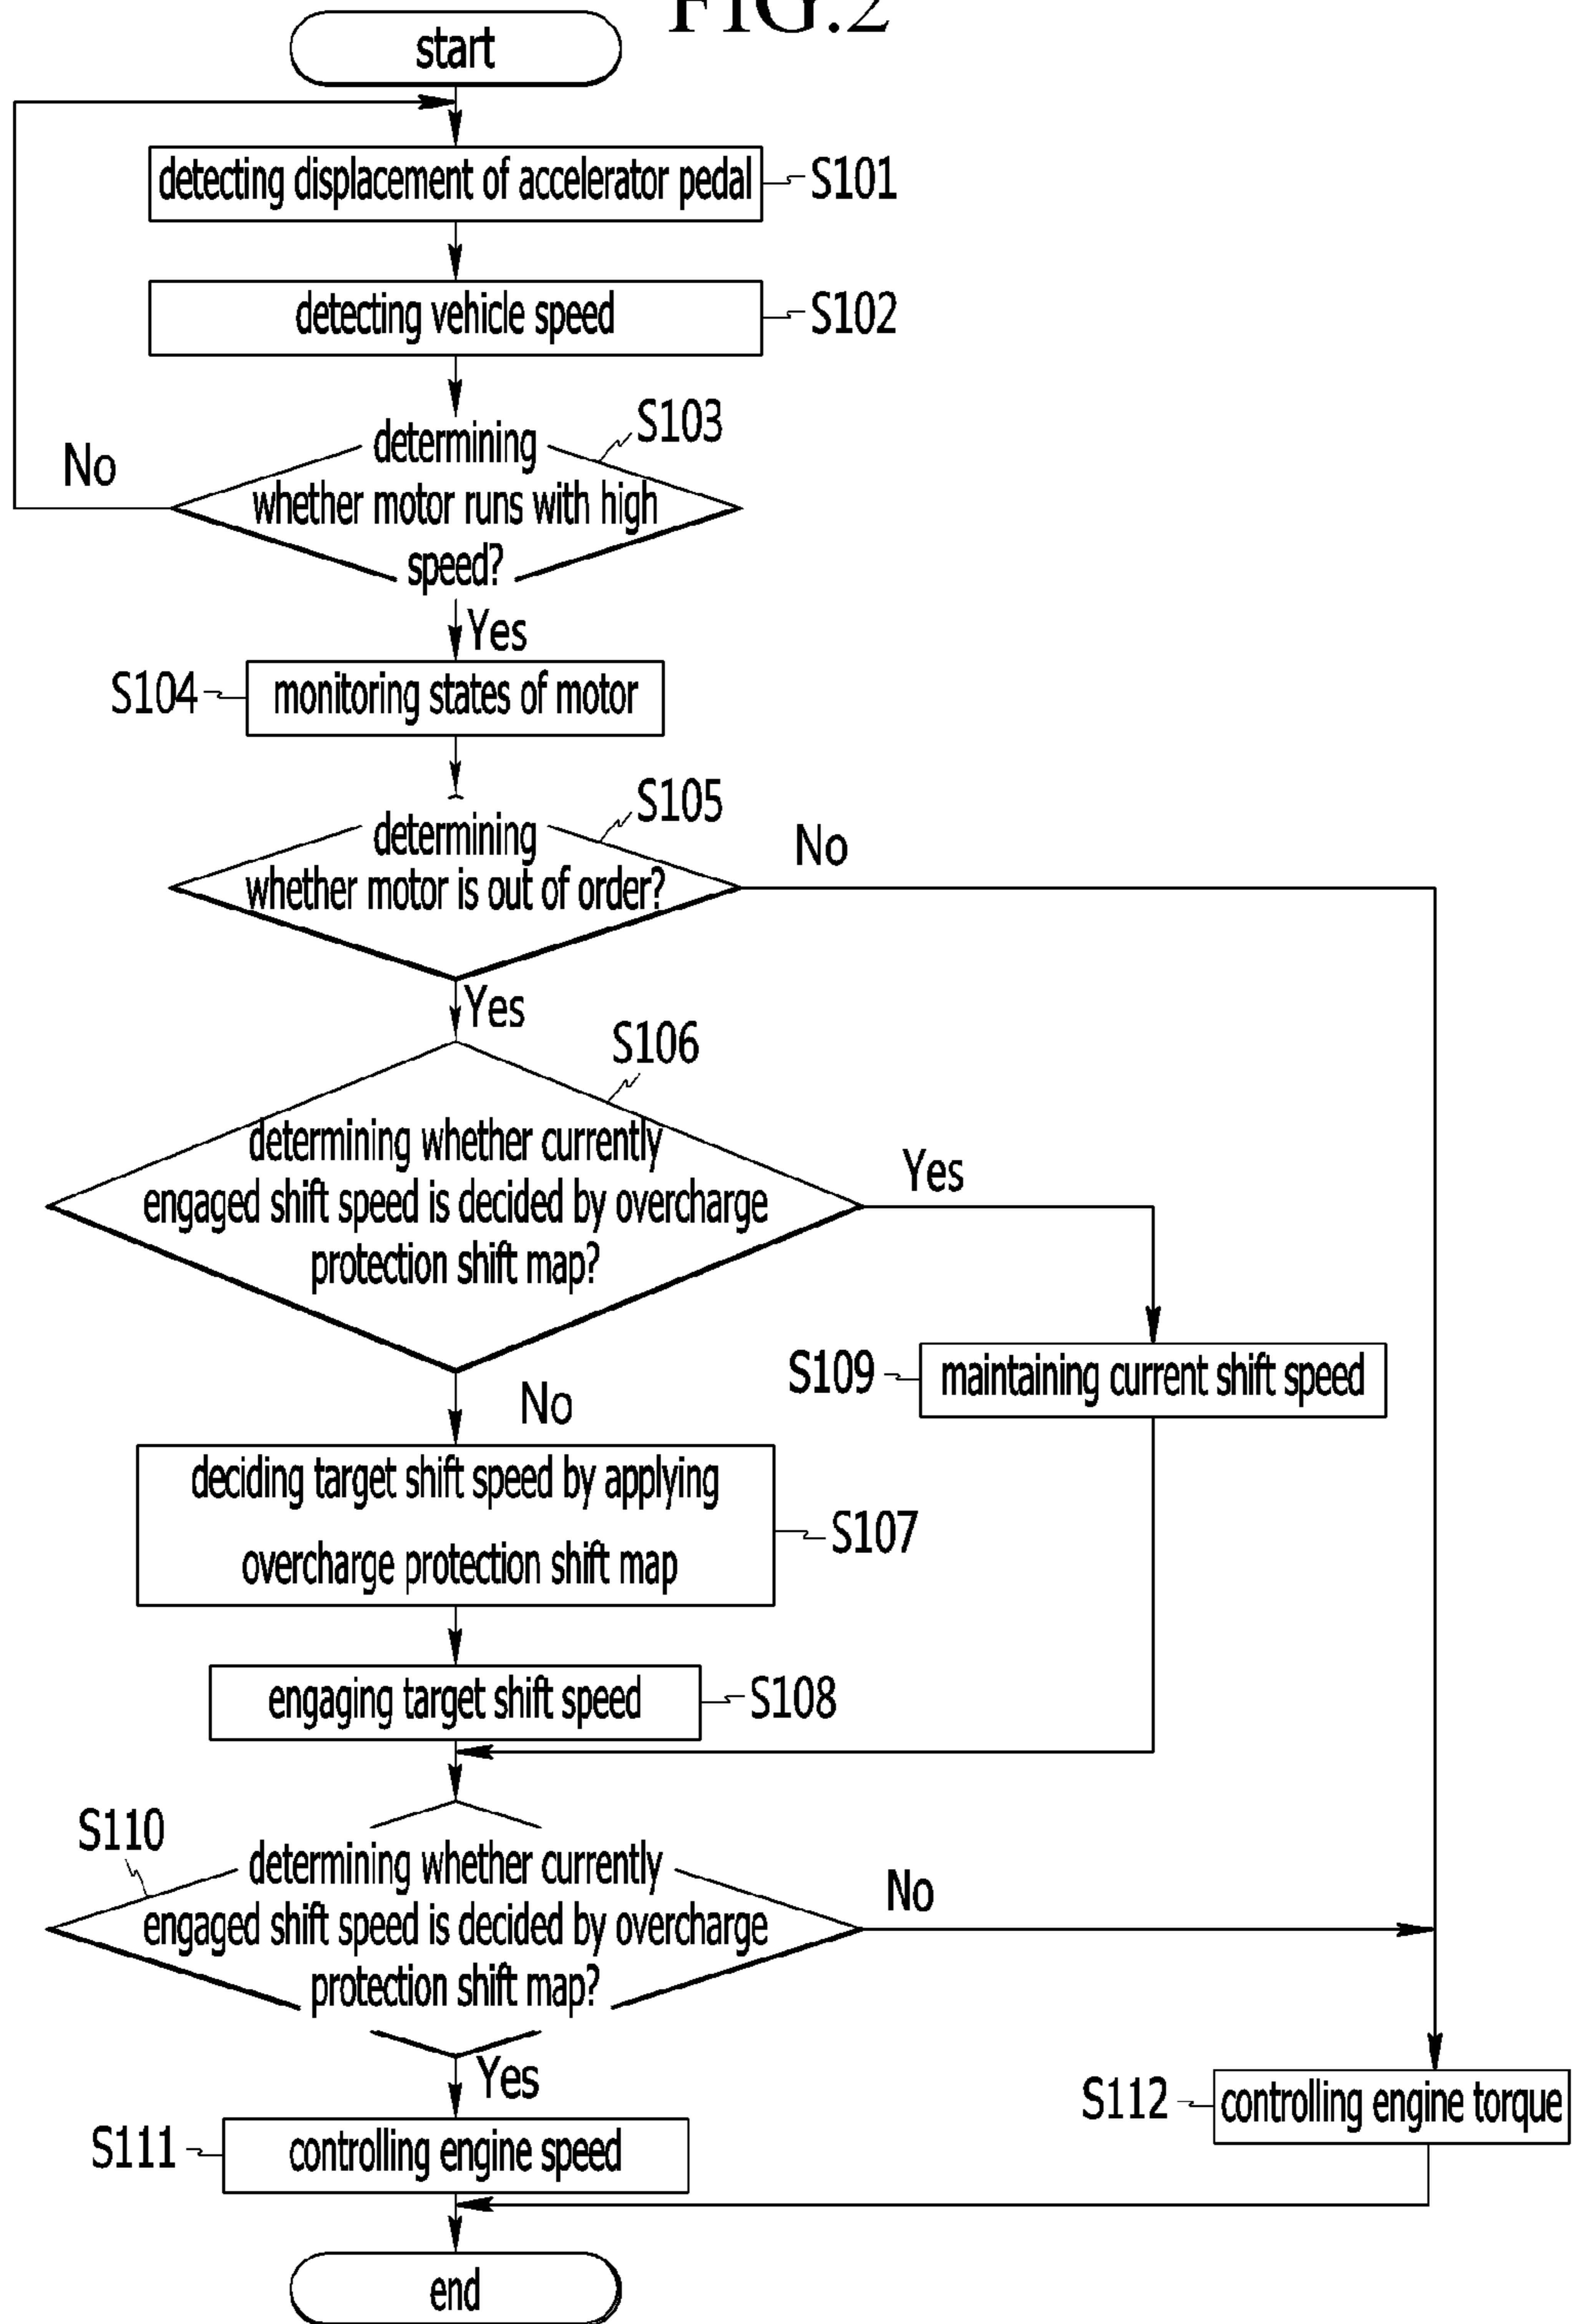 FIG.2
start
detecting displacement of accelerator pedal
S101
detecting vehicle speed
S102
determining
whether motor runs with high
speed?
S103
No
Yes
S104
monitoring states of motor
determining
whether motor is out of order?
S105
No
Yes
S106
determining whether currently
engaged shift speed is decided by overcharge
protection shift map?
Yes
S109
maintaining current shift speed
No
deciding target shift speed by applying
overcharge protection shift map
S107
engaging target shift speed
S108
S110
determining whether currently
engaged shift speed is decided by overcharge
protection shift map?
No
Yes
S112
controlling engine torque
S111
controlling engine speed
end